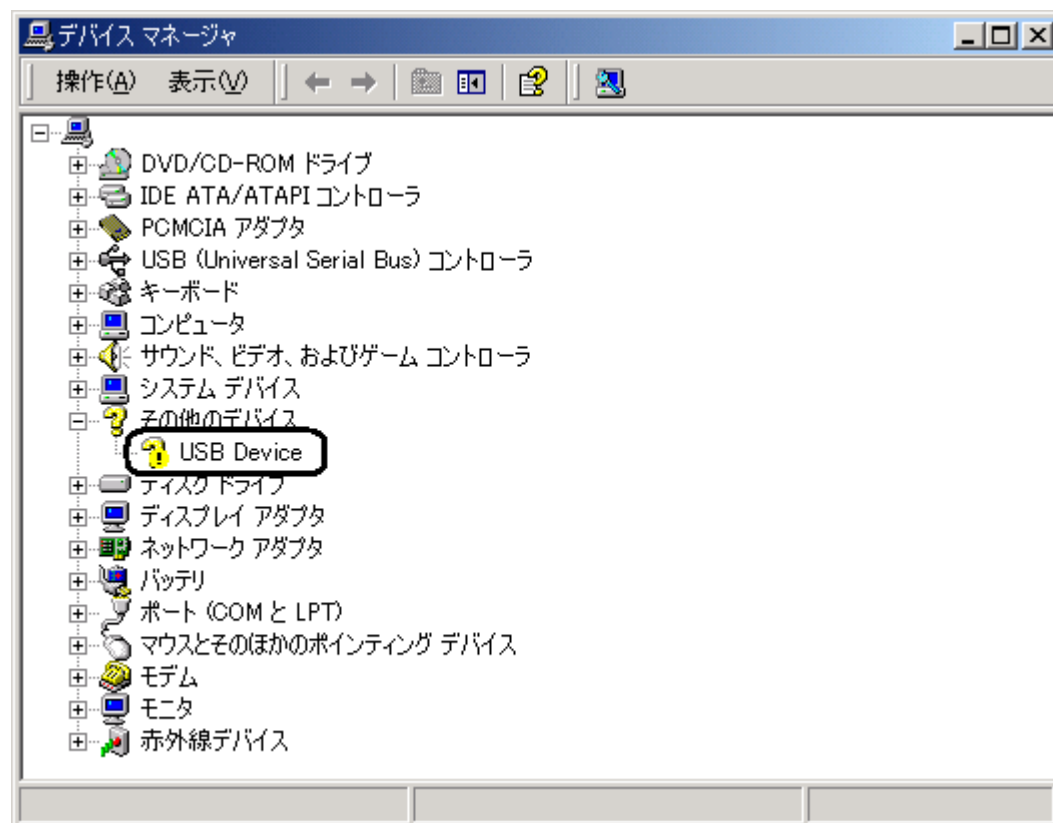 デバイス マネージャ
操作(A) 表示(V)
DVD/CD-ROM ドライブ
IDE ATA/ATAPI コントローラ
PCMCIA アダプタ
USB (Universal Serial Bus) コントローラ
キーボード
コンピュータ
サウンド、ビデオ、およびゲーム コントローラ
システム デバイス
その他のデバイス
USB Device
ディスク ドライブ
ディスプレイ アダプタ
ネットワーク アダプタ
バッテリ
ポート (COM と LPT)
マウスとそのほかのポインティング デバイス
モデム
モニタ
赤外線デバイス